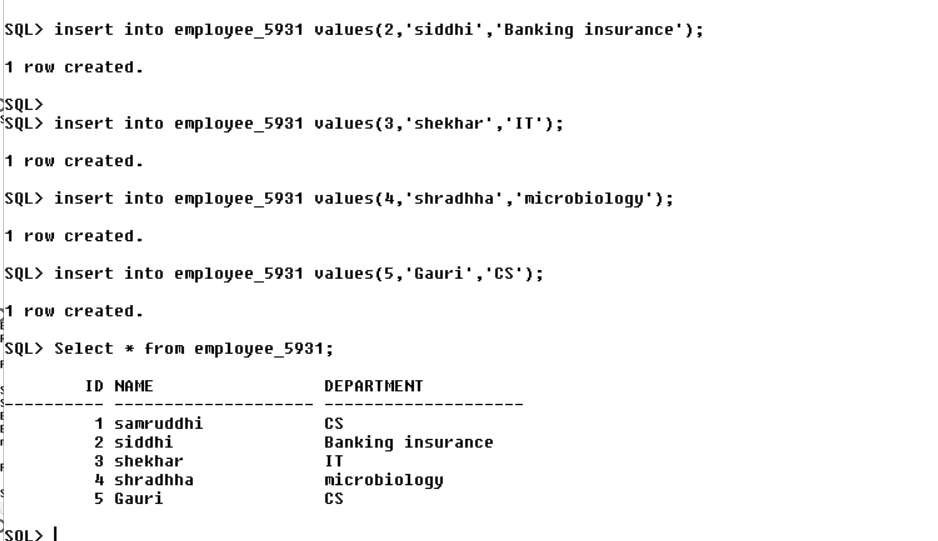 SQL> insert into employee_5931 values(2,'siddhi','Banking insurance');
1 row created.
SQL>
SQL> insert into employee_5931 values(3,'shekhar','IT');
1 row created.
SQL> insert into employee_5931 values(4,'shradhha','microbiology');
1 row created.
SQL> insert into employee_5931 values(5,'Gauri','CS');
1 row created.
SQL> Select * from employee_5931;
ID NAME DEPARTMENT
---------- -------------------- --------------------
1 samruddhi CS
2 siddhi Banking insurance
3 shekhar IT
4 shradhha microbiology
5 Gauri CS
SQL>